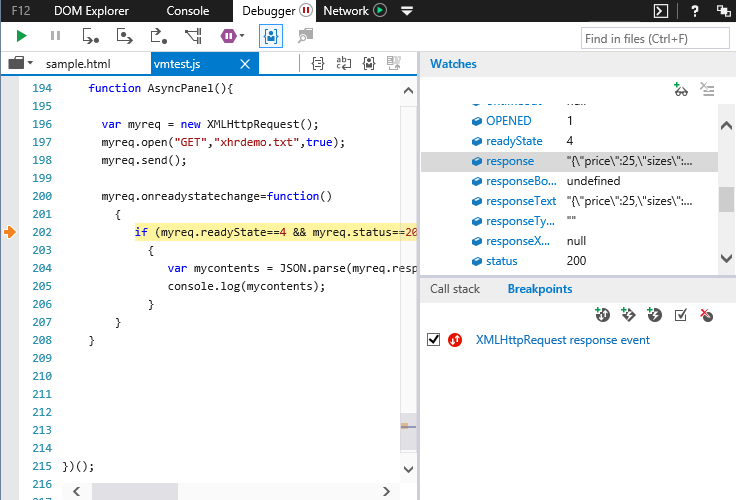 F12 DOM Explorer Console Debugger Network
Find in files (Ctrl+F)
sample.html vmtest.js
Watches
194 function AsyncPanel(){
195
196 var myreq = new XMLHttpRequest();
197 myreq.open("GET","xhrdemo.txt",true);
198 myreq.send();
199
200 myreq.onreadystatechange=function()
201 {
202 if (myreq.readyState==4 && myreq.status==20
203 {
204 var mycontents = JSON.parse(myreq.resp
205 console.log(mycontents);
206 }
207 }
208 }
209
210
211
212
213
214
215 })();
216
217
OPENED 1
readyState 4
response "{\"price\":25,\"sizes\":...
responseBo... undefined
responseText "{\"price\":25,\"sizes\":...
responseTy... ""
responseX... null
status 200
Call stack Breakpoints
XMLHttpRequest response event